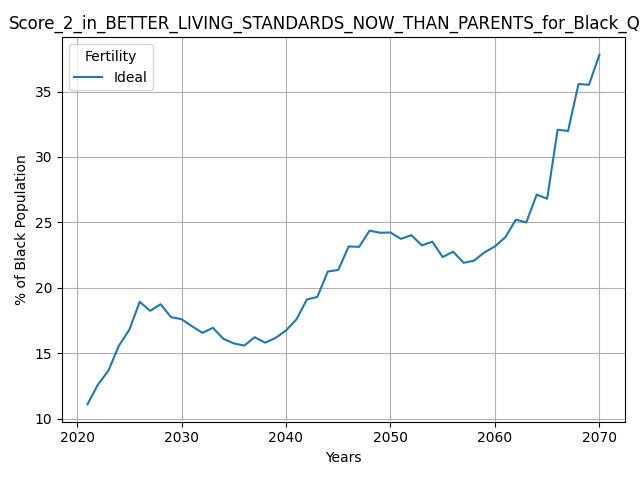 Score_2_in_BETTER_LIVING_STANDARDS_NOW_THAN_PARENTS_for_Black_Q
Fertility
Ideal
% of Black Population
35
30
25
20
15
10
2020 2030 2040 2050 2060 2070
Years